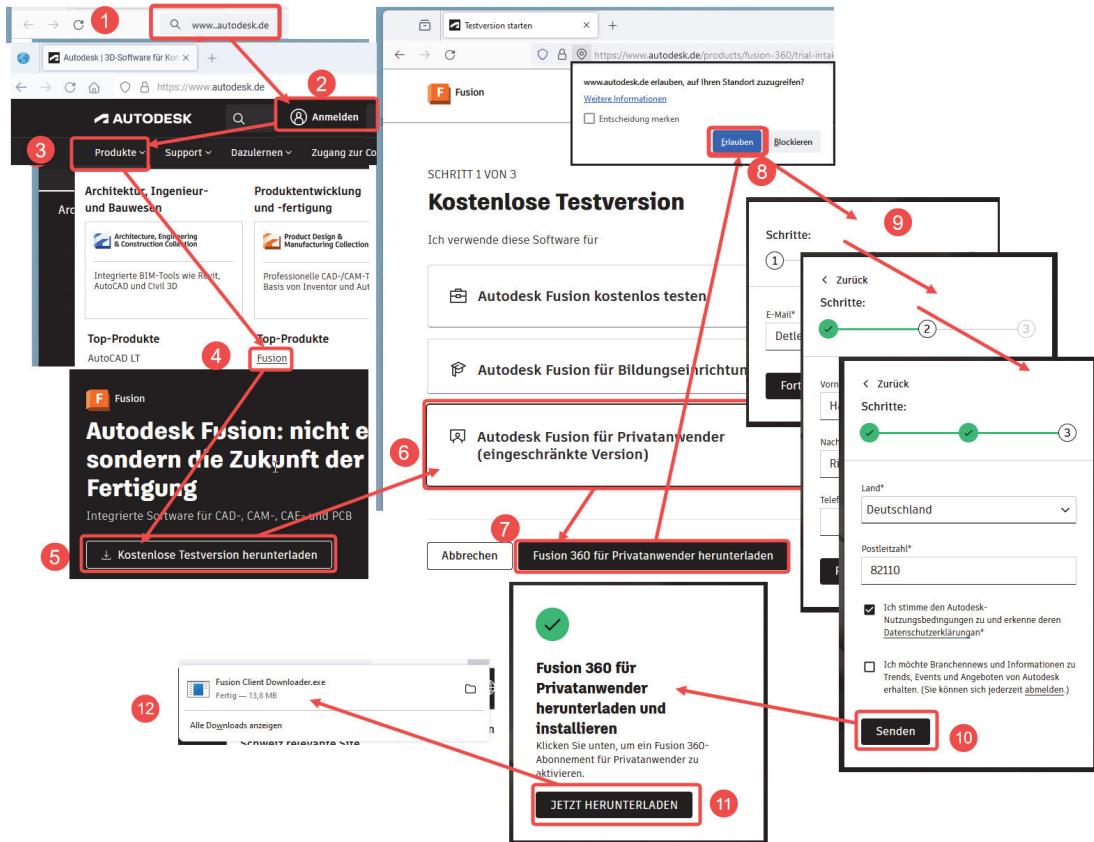 1
www..autodesk.de
Autodesk | 3D-Software für Kon
https://www.autodesk.de
2
AUTODESK
Anmelden
3
Produkte
Support
Dazulernen
Zugang zur Co
Architektur, Ingenieur-
und Bauwesen
Produktentwicklung
und -fertigung
Architecture, Engineering
& Construction Collection
Product Design &
Manufacturing Collection
Integrierte BIM-Tools wie Revit,
AutoCAD und Civil 3D
Professionelle CAD-/CAM-T
Basis von Inventor und Aut
Top-Produkte
AutoCAD LT
Top-Produkte
4
Fusion
F Fusion
Autodesk Fusion: nicht e
sondern die Zukunft der
Fertigung
Integrierte Software für CAD-, CAM-, CAE- und PCB
5
Kostenlose Testversion herunterladen
Testversion starten
https://www.autodesk.de/products/fusion-360/trial-intak
F Fusion
www.autodesk.de erlauben, auf Ihren Standort zuzugreifen?
Weitere Informationen
Entscheidung merken
Erlauben
Blockieren
8
SCHRITT 1 VON 3
Kostenlose Testversion
Ich verwende diese Software für
Autodesk Fusion kostenlos testen
Autodesk Fusion für Bildungseinrichtun
6
Autodesk Fusion für Privatanwender
(eingeschränkte Version)
7
Abbrechen
Fusion 360 für Privatanwender herunterladen
9
Schritte:
1
E-Mail*
Detle
Fort
Zurück
Schritte:
2
3
Vorn
Nach
Ri
Telef
Zurück
Schritte:
3
Land*
Deutschland
Postleitzahl*
82110
Ich stimme den Autodesk-
Nutzungsbedingungen zu und erkenne deren
Datenschutzerklärungan*
Ich möchte Branchennews und Informationen zu
Trends, Events und Angeboten von Autodesk
erhalten. (Sie können sich jederzeit abmelden.)
Senden
10
Fusion 360 für
Privatanwender
herunterladen und
installieren
Klicken Sie unten, um ein Fusion 360-
Abonnement für Privatanwender zu
aktivieren.
JETZT HERUNTERLADEN
11
12
Fusion Client Downloader.exe
Fertig — 13,8 MB
Alle Downloads anzeigen
Schweiz relevante Site